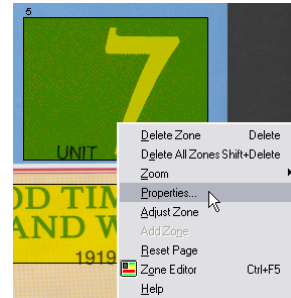 5
7
UNIT
Delete Zone Delete
Delete All Zones Shift+Delete
Zoom
Properties...
Adjust Zone
Add Zone
Reset Page
Zone Editor Ctrl+F5
Help
OD TIM
AND W
1919